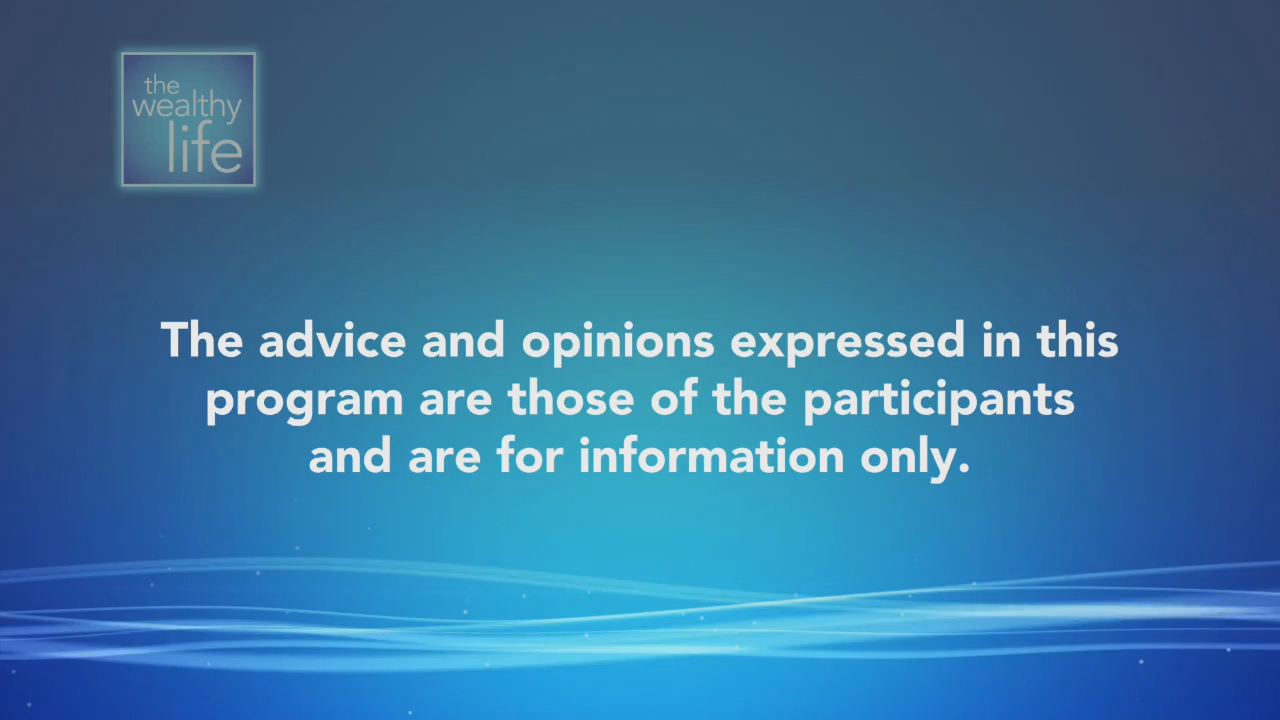 the
wealthy
life
The advice and opinions expressed in this
program are those of the participants
and are for information only.